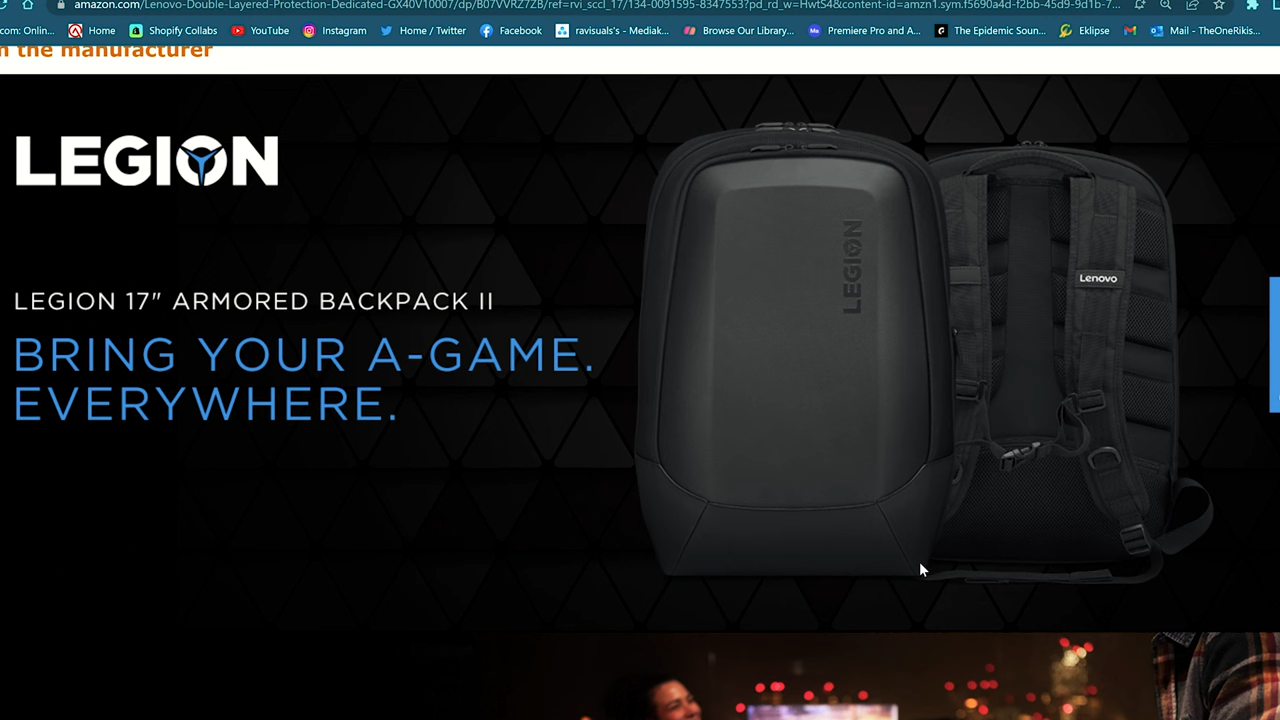 amazon.com/Lenovo-Double-Layered-Protection-Dedicated-GX40V10007/dp/B07VVRZ7ZB/ref=rvi_sccl_17/134-0091595-8347553?pd_rd_w=HwtS4&content-id=amzn1.sym.f5690a4d-f2bb-45d9-9d1b-7...
com: Onlin... Home Shopify Collabs YouTube Instagram Home / Twitter Facebook ravisuals's - Mediak... Browse Our Library... Premiere Pro and A... The Epidemic Soun... Eklipse Mail - TheOneRikis...
the manufacturer
LEGION
LEGION 17" ARMORED BACKPACK II
BRING YOUR A-GAME.
EVERYWHERE.
LEGION
Lenovo